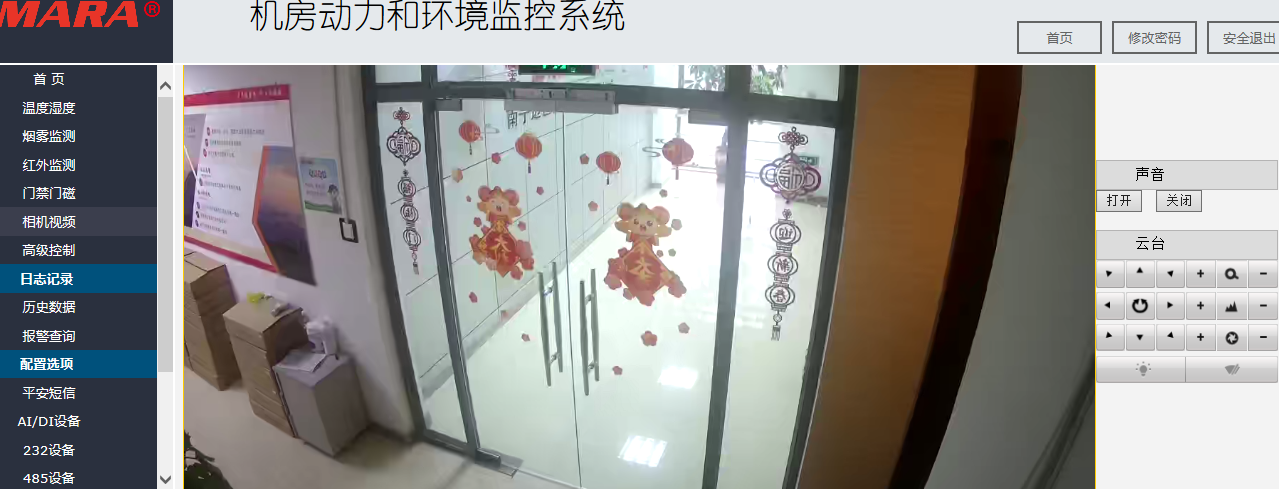 MARA®
机房动力和环境监控系统
首页
修改密码
安全退出
首 页
温度湿度
烟雾监测
红外监测
门禁门磁
相机视频
高级控制
日志记录
历史数据
报警查询
配置选项
平安短信
AI/DI设备
232设备
485设备
声音
打开
关闭
云台